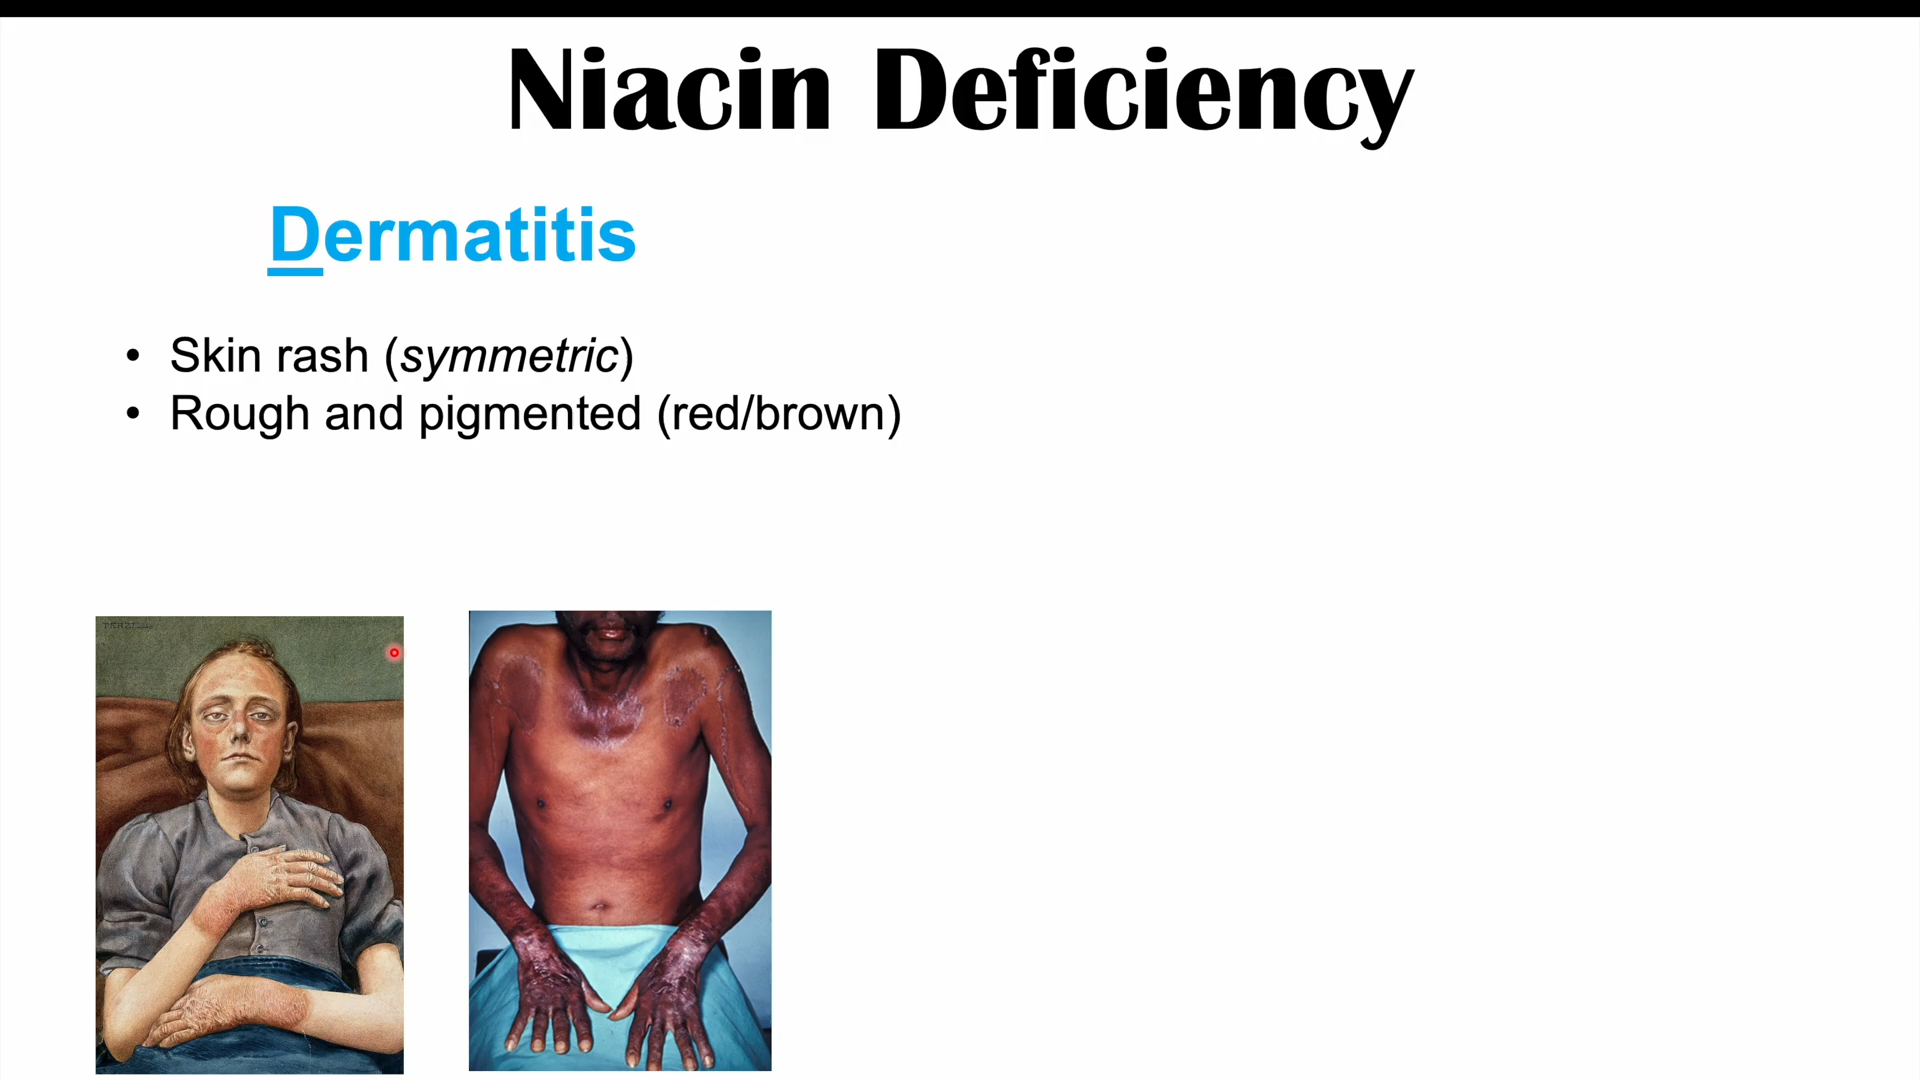 Niacin Deficiency
Dermatitis
• Skin rash (symmetric)
• Rough and pigmented (red/brown)